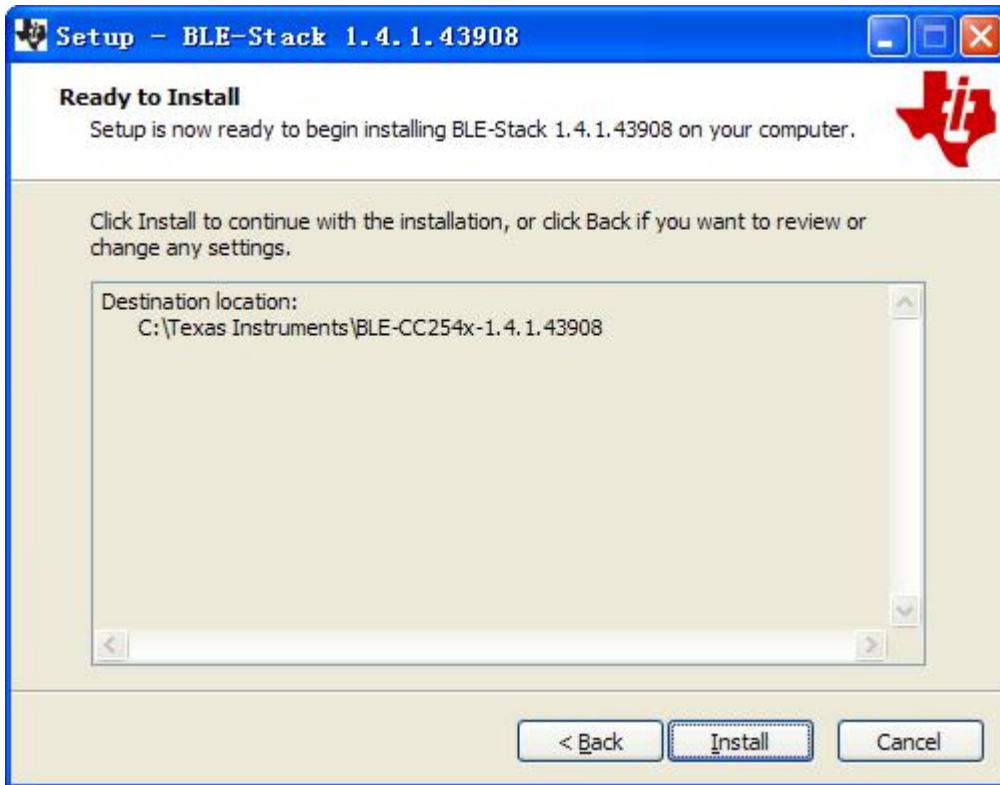 Setup - BLE-Stack 1.4.1.43908
Ready to Install
Setup is now ready to begin installing BLE-Stack 1.4.1.43908 on your computer.
Click Install to continue with the installation, or click Back if you want to review or
change any settings.
Destination location:
C:\Texas Instruments\BLE-CC254x-1.4.1.43908
< Back Install Cancel